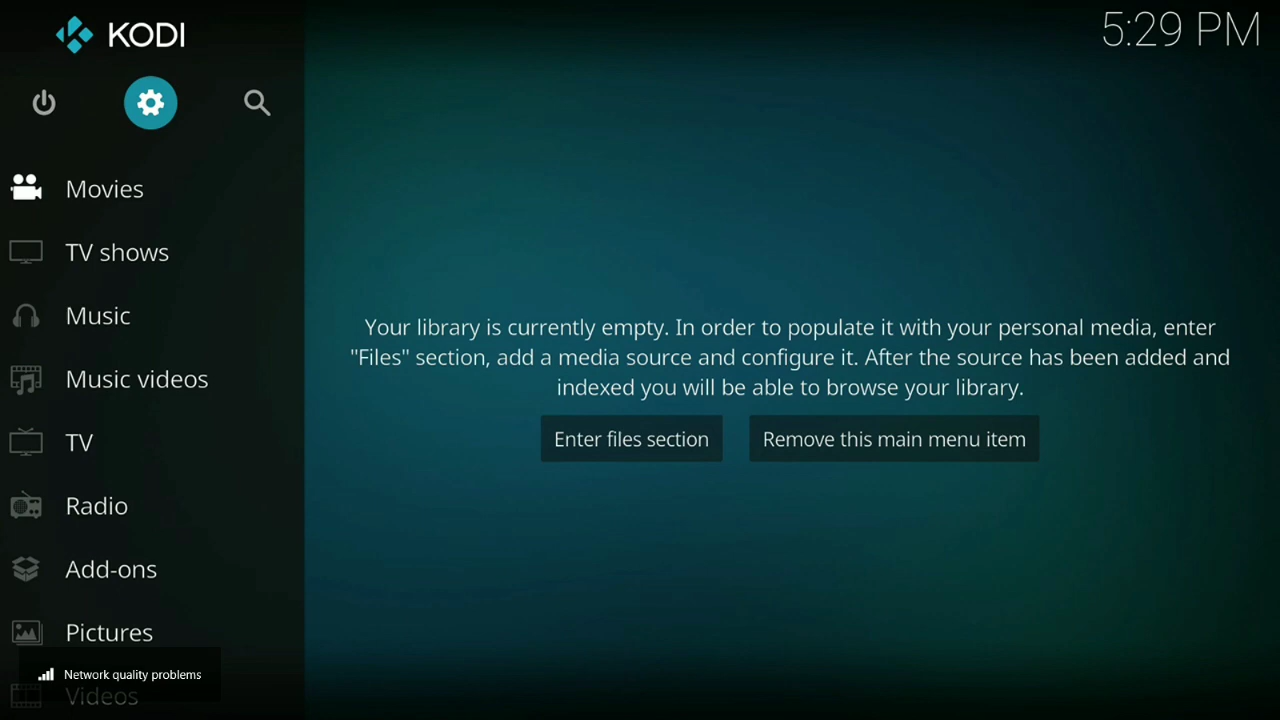 KODI
5:29 PM
Movies
TV shows
Music
Music videos
TV
Radio
Add-ons
Pictures
Videos
Your library is currently empty. In order to populate it with your personal media, enter
"Files" section, add a media source and configure it. After the source has been added and
indexed you will be able to browse your library.
Enter files section
Remove this main menu item
Network quality problems